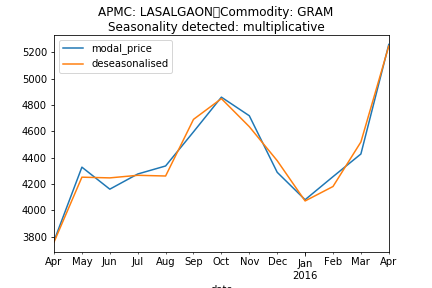 APMC: LASALGAON▯Commodity: GRAM
Seasonality detected: multiplicative
modal_price
deseasonalised
5200
5000
4800
4600
4400
4200
4000
3800
Apr May Jun Jul Aug Sep Oct Nov Dec Jan Feb Mar Apr
2016